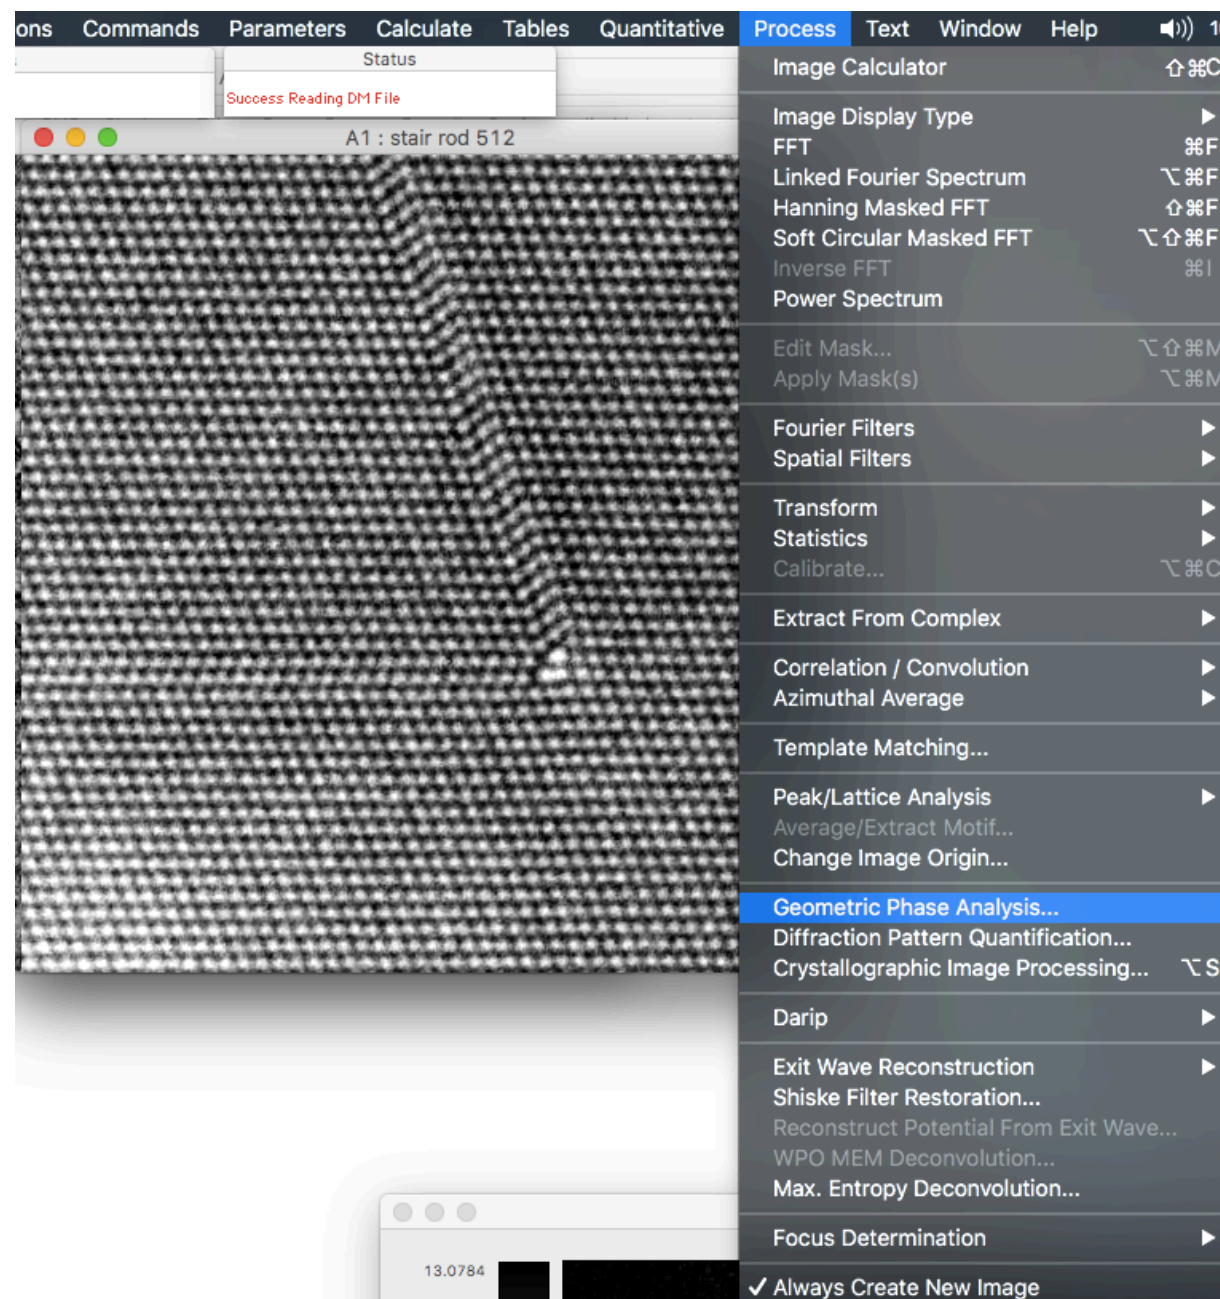 ons Commands Parameters Calculate Tables Quantitative Process Text Window Help
Status
Success Reading DM File
A1 : stair rod 512
Image Calculator ⇧⌘C
Image Display Type ▶
FFT ⌘F
Linked Fourier Spectrum ⌥⌘F
Hanning Masked FFT ⇧⌘F
Soft Circular Masked FFT ⌥⇧⌘F
Inverse FFT ⌘I
Power Spectrum
Edit Mask... ⌥⇧⌘M
Apply Mask(s) ⌥⌘M
Fourier Filters ▶
Spatial Filters ▶
Transform ▶
Statistics ▶
Calibrate... ⌥⌘C
Extract From Complex ▶
Correlation / Convolution ▶
Azimuthal Average ▶
Template Matching...
Peak/Lattice Analysis ▶
Average/Extract Motif...
Change Image Origin...
Geometric Phase Analysis...
Diffraction Pattern Quantification...
Crystallographic Image Processing... ⌥S
Darip ▶
Exit Wave Reconstruction ▶
Shiske Filter Restoration...
Reconstruct Potential From Exit Wave...
WPO MEM Deconvolution...
Max. Entropy Deconvolution...
Focus Determination ▶
13.0784
✓ Always Create New Image